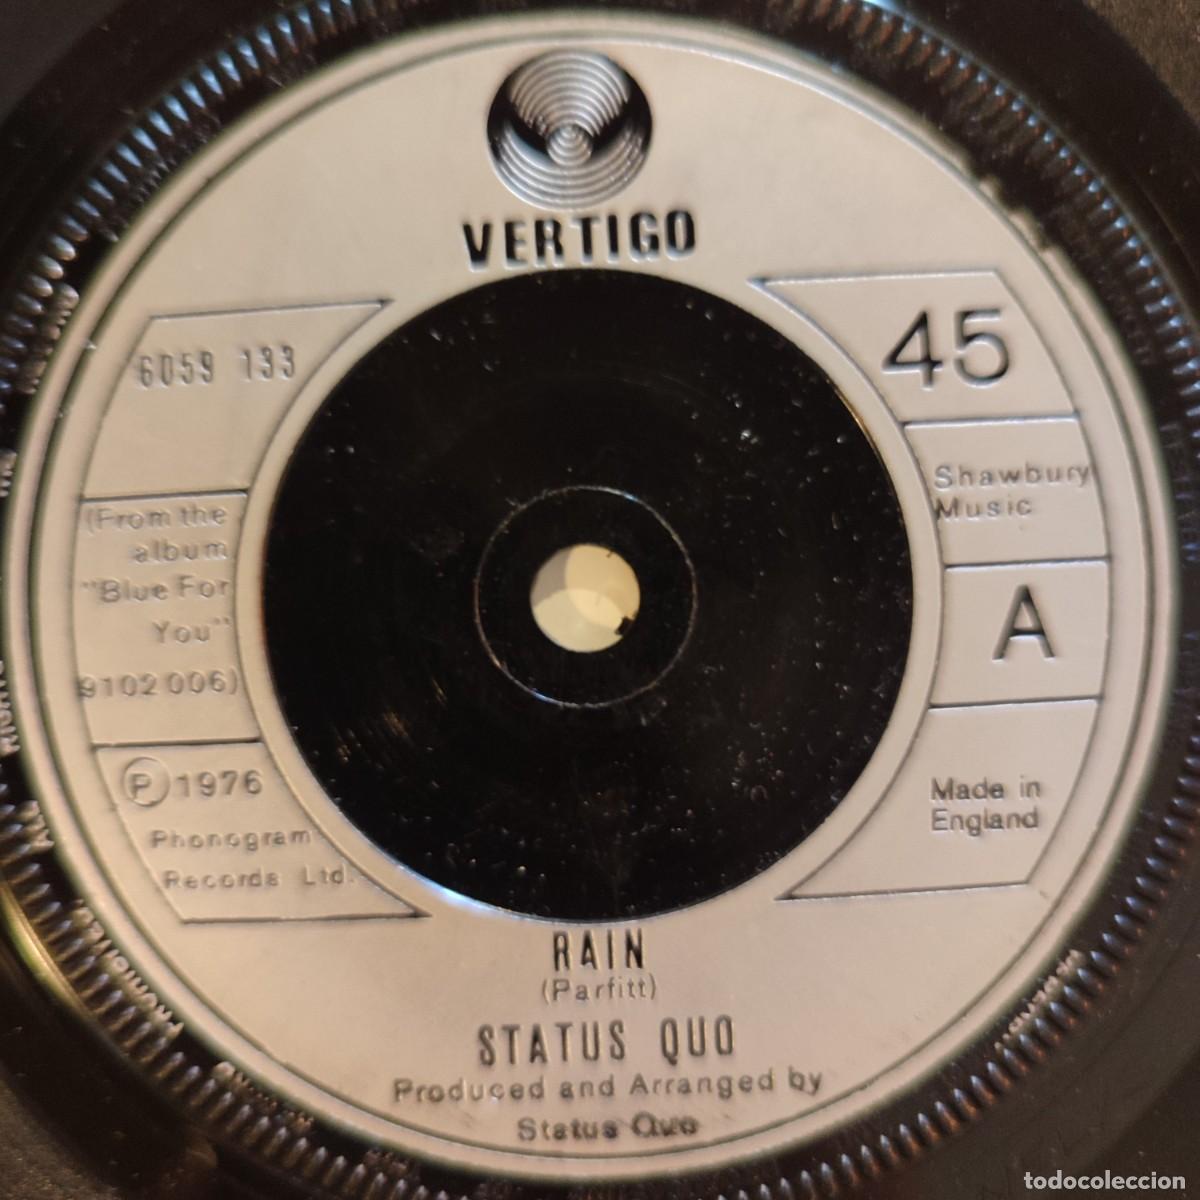 VERTIGO
6059 133
45
(From the
album
"Blue For
You"
9102 006)
Shawbury
Music
A
Ⓟ 1976
Phonogram
Records Ltd.
Made in
England
RAIN
(Parfitt)
STATUS QUO
Produced and Arranged by
Status Quo
todocoleccion